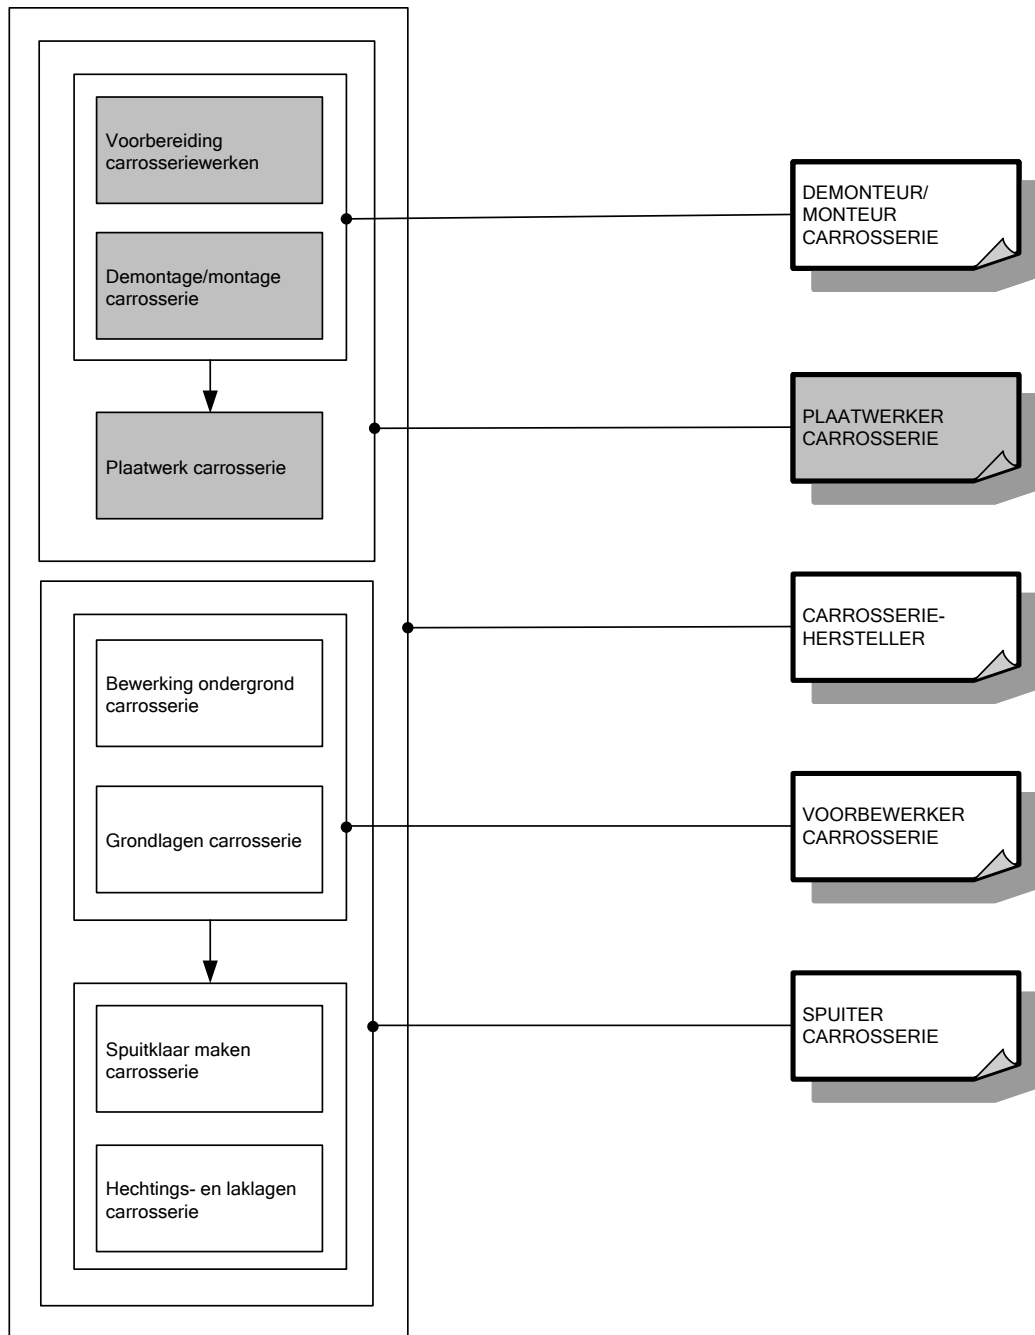 Voorbereiding
carrosseriewerken
Demontage/montage
carrosserie
Plaatwerk carrosserie
Bewerking ondergrond
carrosserie
Grondlagen carrosserie
Spuitklaar maken
carrosserie
Hechtings- en laklagen
carrosserie
DEMONTEUR/
MONTEUR
CARROSSERIE
PLAATWERKER
CARROSSERIE
CARROSSERIE-
HERSTELLER
VOORBEWERKER
CARROSSERIE
SPUITER
CARROSSERIE